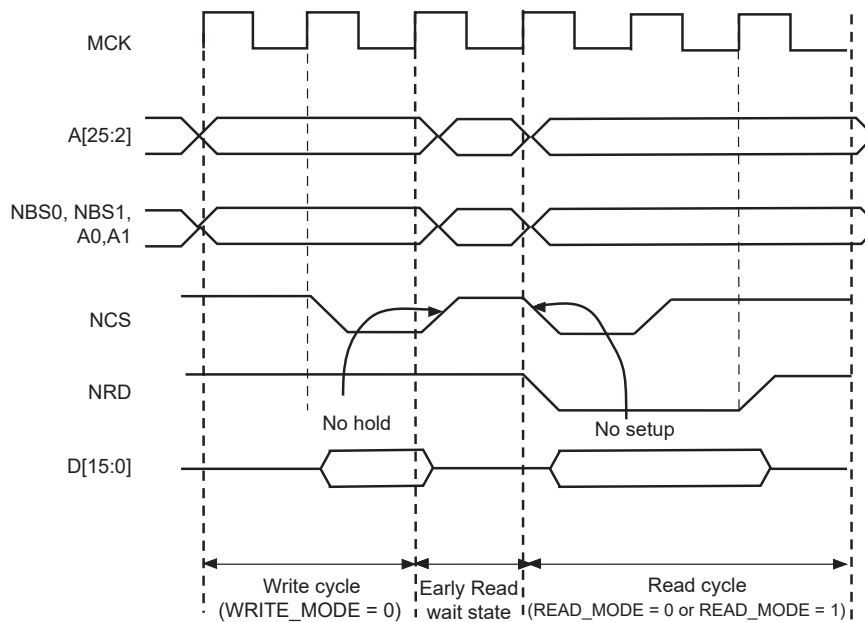 MCK
A[25:2]
NBS0, NBS1,
A0,A1
NCS
NRD
No hold
No setup
D[15:0]
Write cycle
(WRITE_MODE = 0)
Early Read
wait state
Read cycle
(READ_MODE = 0 or READ_MODE = 1)